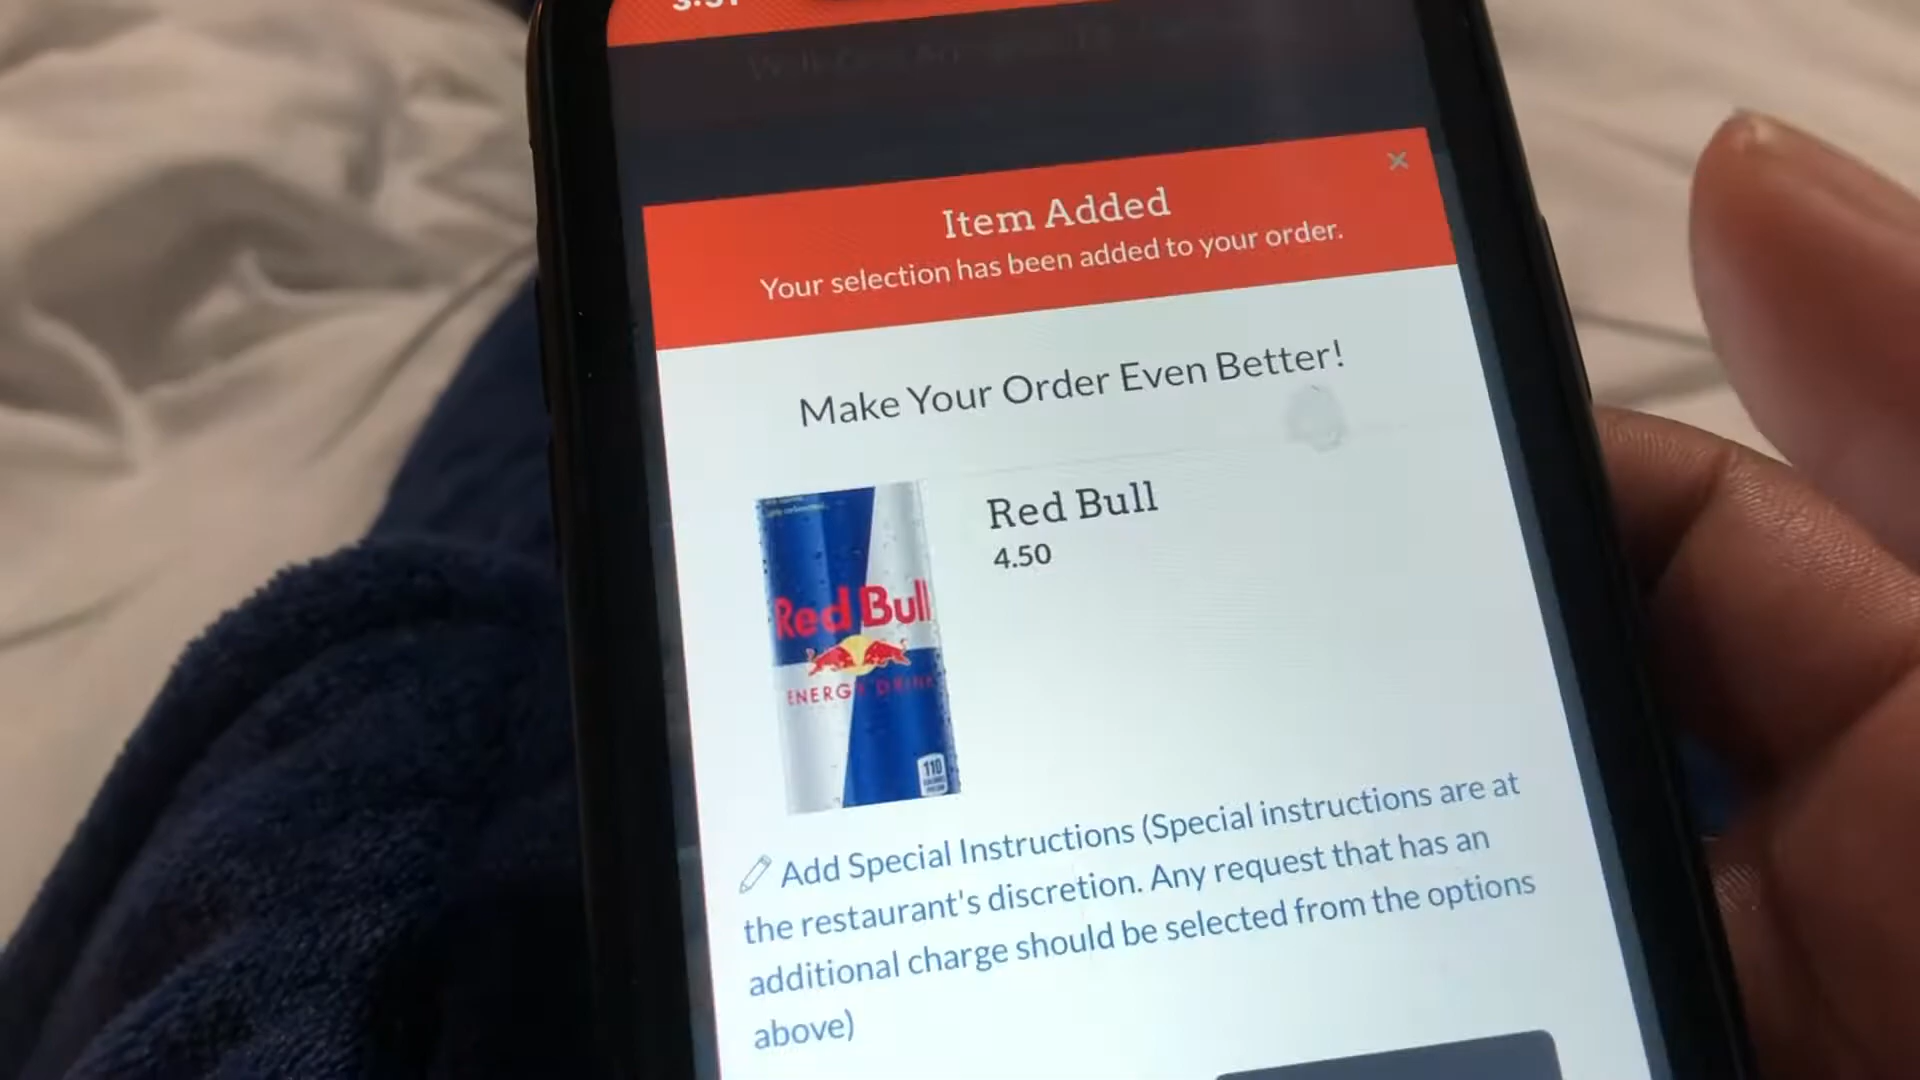 Item Added
Your selection has been added to your order.
Make Your Order Even Better!
Red Bull
4.50
Red Bull
ENERGY DRINK
110
Add Special Instructions (Special instructions are at
the restaurant's discretion. Any request that has an
additional charge should be selected from the options
above)